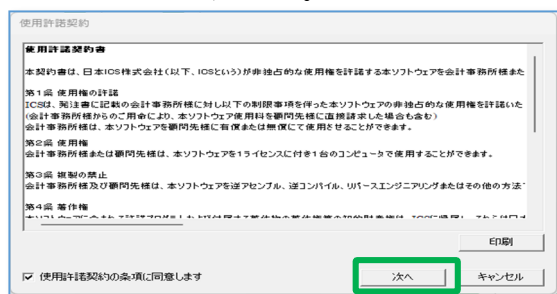 使用許諾契約
使用許諾契約書
本契約書は、日本ICS株式会社(以下、ICSという)が非独占的な使用権を許諾する本ソフトウェアを会計事務所様また
第1条 使用権の許諾
ICSは、発注書に記載の会計事務所様に対し以下の制限事項を伴った本ソフトウェアの非独占的な使用権を許諾いた
(会計事務所様からのご用命により、本ソフトウェア使用料を顧問先様に直接請求した場合も含む)
会計事務所様は、本ソフトウェアを顧問先様に有償または無償にて使用させることができます。
第2条 使用権
会計事務所様または顧問先様は、本ソフトウェアを1ライセンスに付き1台のコンピュータで使用することができます。
第3条 複製の禁止
会計事務所様及び顧問先様は、本ソフトウェアを逆アセンブル、逆コンパイル、リバースエンジニアリングまたはその他の方法
第4条 著作権
印刷
使用許諾契約の条項に同意します
次へ
キャンセル